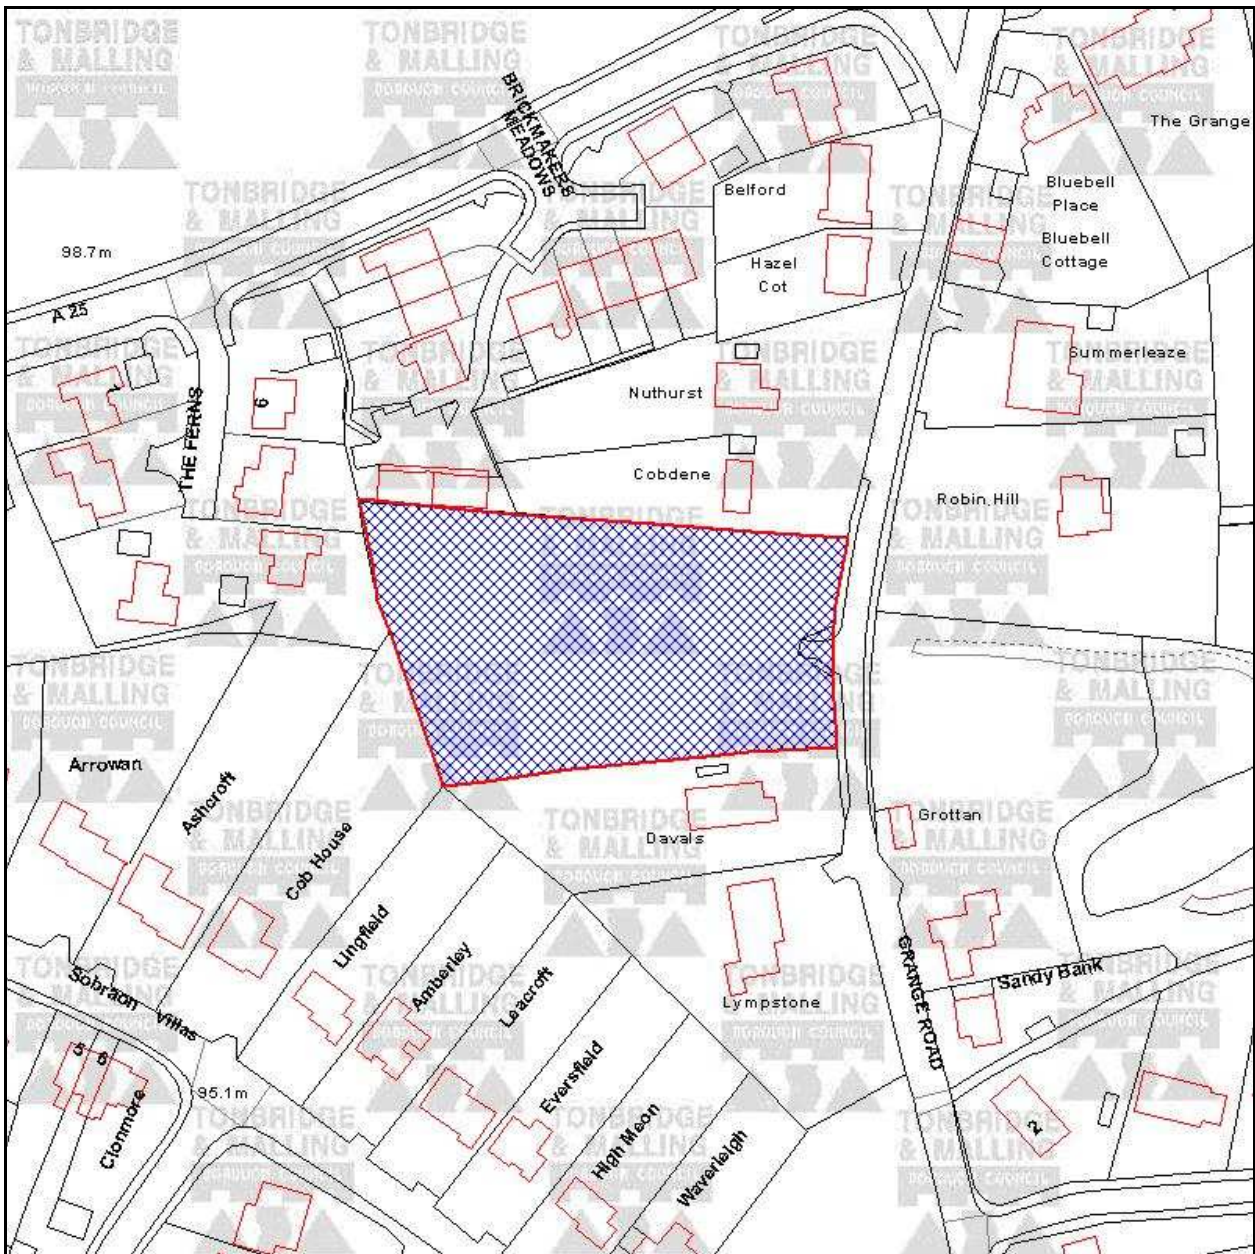 TONBRIDGE
& MALLING
BOROUGH COUNCIL
BRICKMAKERS
MEADOWS
The Grange
Belford
Bluebell
Place
Bluebell
Cottage
98.7m
Hazel
Cot
A 25
Summerleaze
Nuthurst
THE FERNS
6
Cobdene
Robin Hill
Arrowan
Ashcroft
Cob House
Davals
Grottan
Lingfield
Amberley
Leacroft
Lympstone
GRANGE ROAD
Sandy Bank
Sobraon
Villas
5
6
Clonmore
95.1m
Eversfield
High Meon
Waverleigh
2